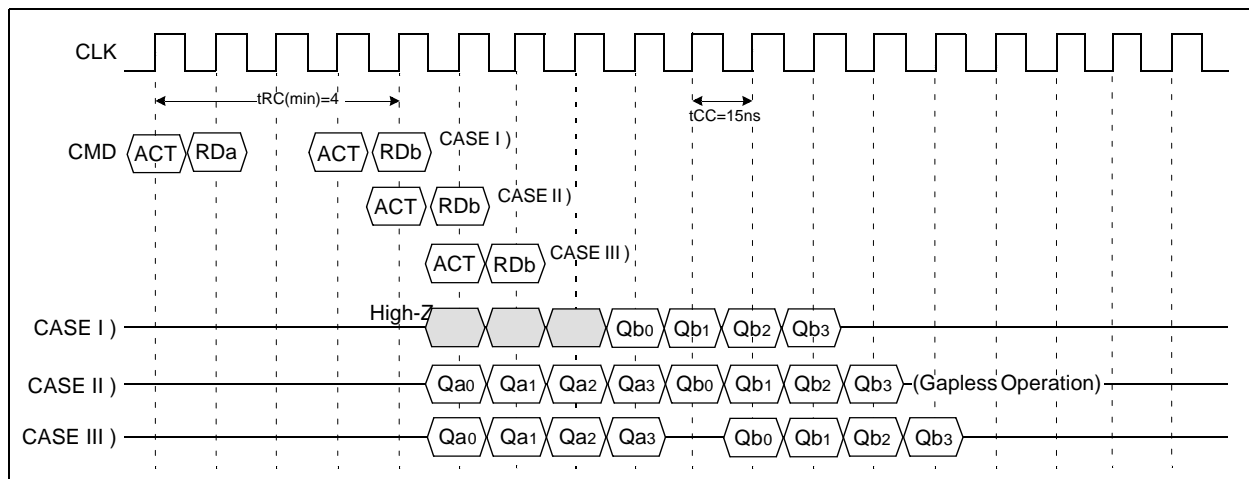 CLK
tRC(min)=4
tCC=15ns
CMD ACT RDa ACT RDb CASE I )
ACT RDb CASE II )
ACT RDb CASE III )
High-Z
CASE I ) Qb0 Qb1 Qb2 Qb3
CASE II ) Qa0 Qa1 Qa2 Qa3 Qb0 Qb1 Qb2 Qb3 (Gapless Operation)
CASE III ) Qa0 Qa1 Qa2 Qa3 Qb0 Qb1 Qb2 Qb3